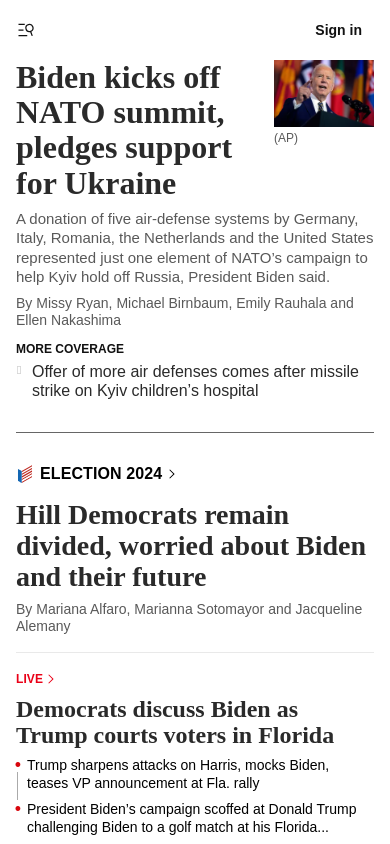 Sign in
Biden kicks off
NATO summit,
pledges support
for Ukraine
(AP)
A donation of five air-defense systems by Germany,
Italy, Romania, the Netherlands and the United States
represented just one element of NATO’s campaign to
help Kyiv hold off Russia, President Biden said.
By Missy Ryan, Michael Birnbaum, Emily Rauhala and
Ellen Nakashima
MORE COVERAGE
Offer of more air defenses comes after missile
strike on Kyiv children’s hospital
ELECTION 2024
Hill Democrats remain
divided, worried about Biden
and their future
By Mariana Alfaro, Marianna Sotomayor and Jacqueline
Alemany
LIVE
Democrats discuss Biden as
Trump courts voters in Florida
Trump sharpens attacks on Harris, mocks Biden,
teases VP announcement at Fla. rally
President Biden’s campaign scoffed at Donald Trump
challenging Biden to a golf match at his Florida...